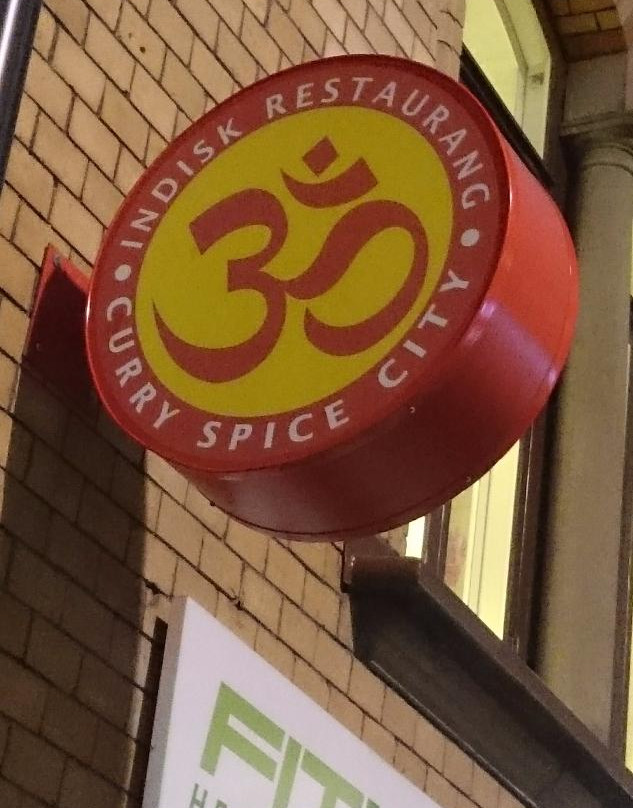 INDISK RESTAURANG
ॐ
CURRY SPICE CITY